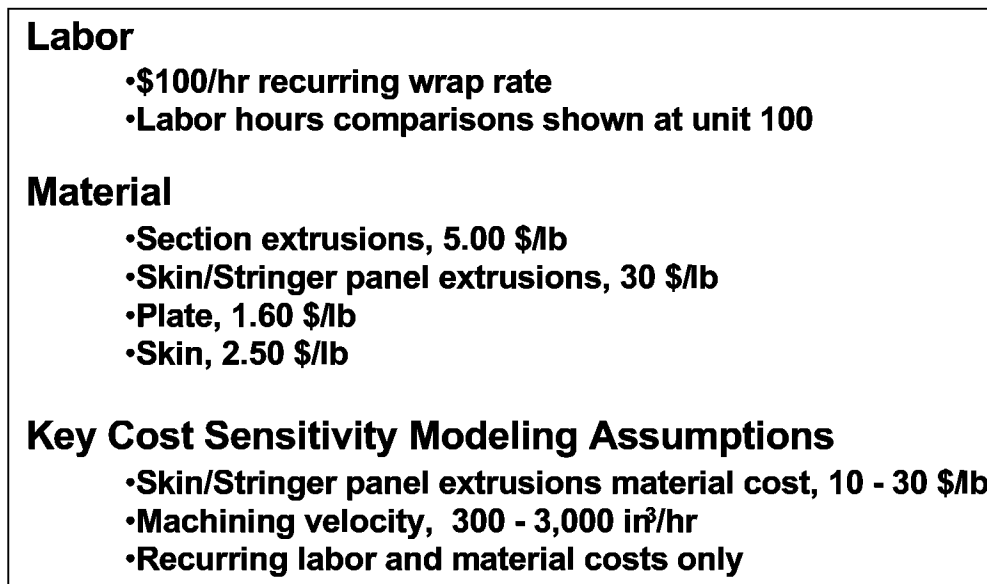 Labor
•$100/hr recurring wrap rate
•Labor hours comparisons shown at unit 100
Material
•Section extrusions, 5.00 $/lb
•Skin/Stringer panel extrusions, 30 $/lb
•Plate, 1.60 $/lb
•Skin, 2.50 $/lb
Key Cost Sensitivity Modeling Assumptions
•Skin/Stringer panel extrusions material cost, 10 - 30 $/lb
•Machining velocity, 300 - 3,000 in³/hr
•Recurring labor and material costs only